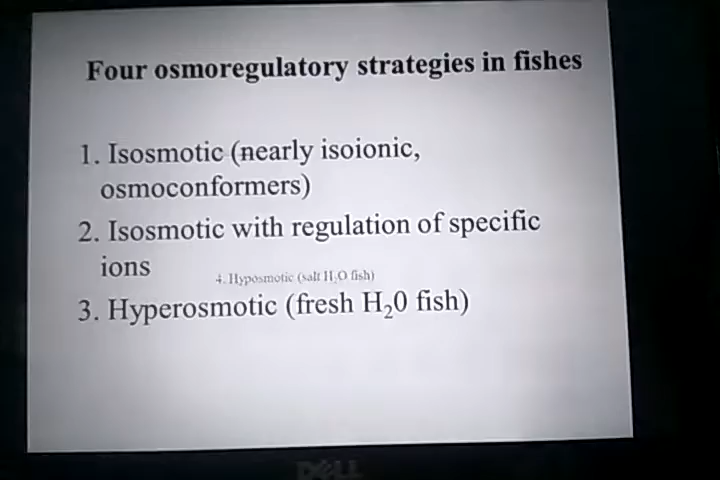 Four osmoregulatory strategies in fishes
1. Isosmotic (nearly isoionic,
osmoconformers)
2. Isosmotic with regulation of specific
ions
4. Hyposmotic (salt H₂O fish)
3. Hyperosmotic (fresh H₂0 fish)
DELL